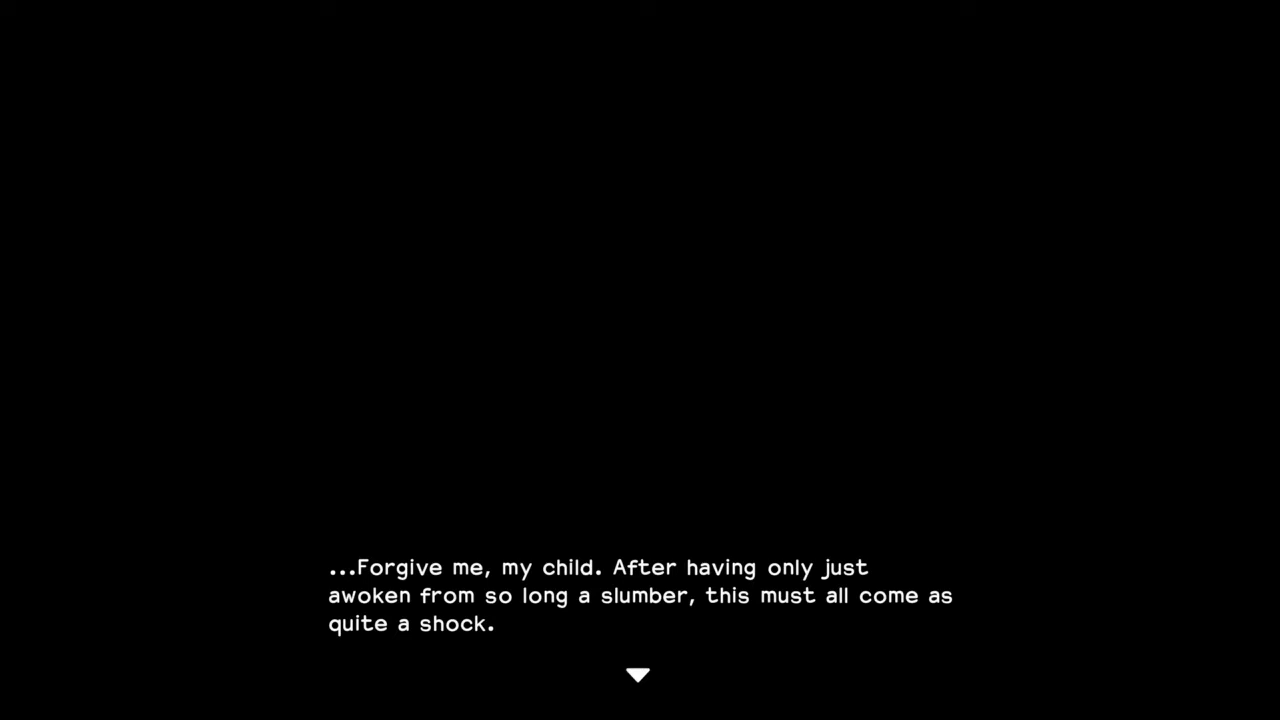 ...Forgive me, my child. After having only just
awoken from so long a slumber, this must all come as
quite a shock.